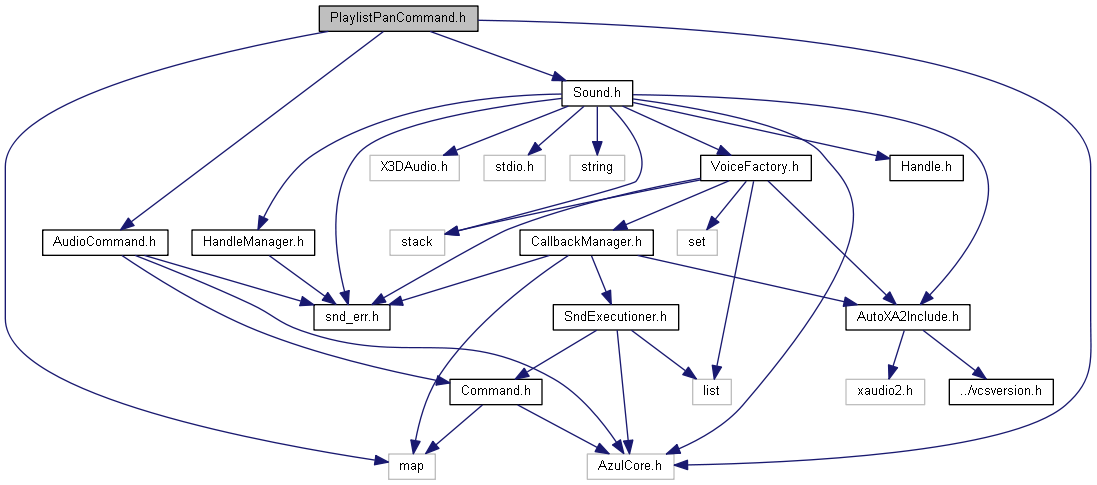 PlaylistPanCommand.h
Sound.h
X3DAudio.h
stdio.h
string
VoiceFactory.h
Handle.h
AudioCommand.h
HandleManager.h
stack
CallbackManager.h
set
snd_err.h
SndExecutioner.h
AutoXA2Include.h
Command.h
list
xaudio2.h
../vcsversion.h
map
AzulCore.h